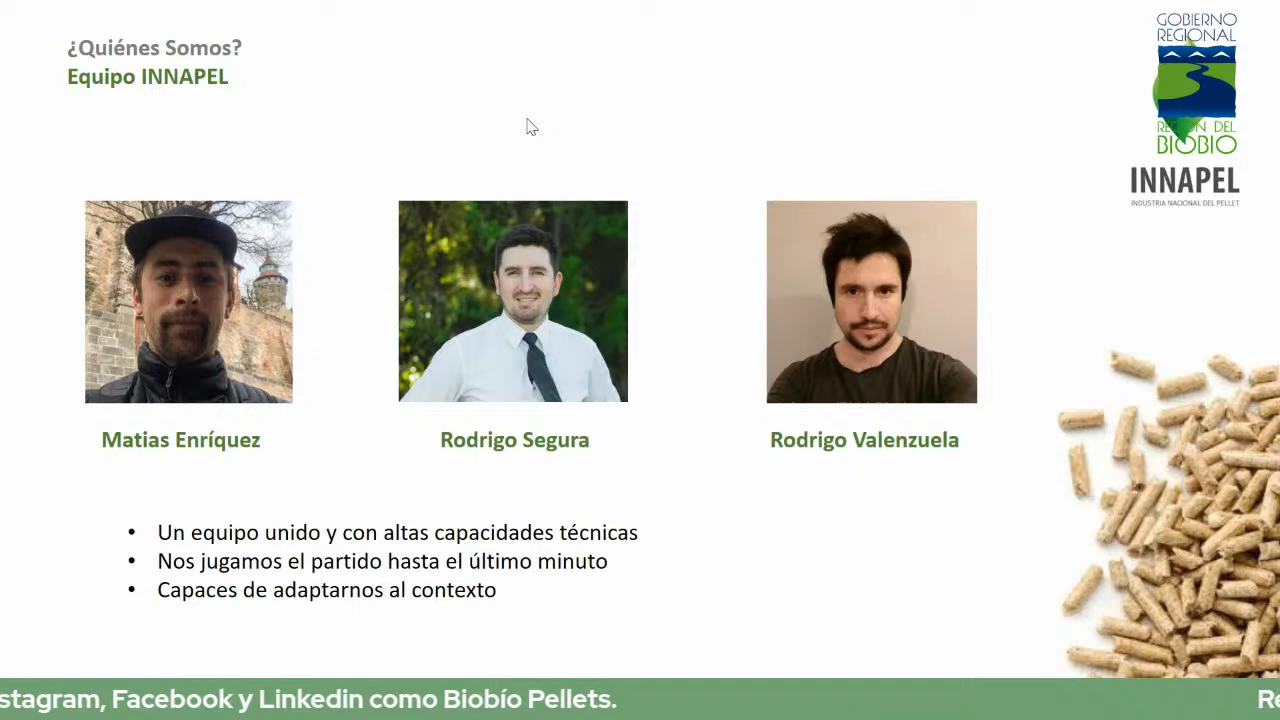 ¿Quiénes Somos?
Equipo INNAPEL
GOBIERNO
REGIONAL
REGIÓN DEL
BIOBIO
INNAPEL
INDUSTRIA NACIONAL DEL PELLET
Matias Enríquez
Rodrigo Segura
Rodrigo Valenzuela
• Un equipo unido y con altas capacidades técnicas
• Nos jugamos el partido hasta el último minuto
• Capaces de adaptarnos al contexto
stagram, Facebook y Linkedin como Biobío Pellets.
Re